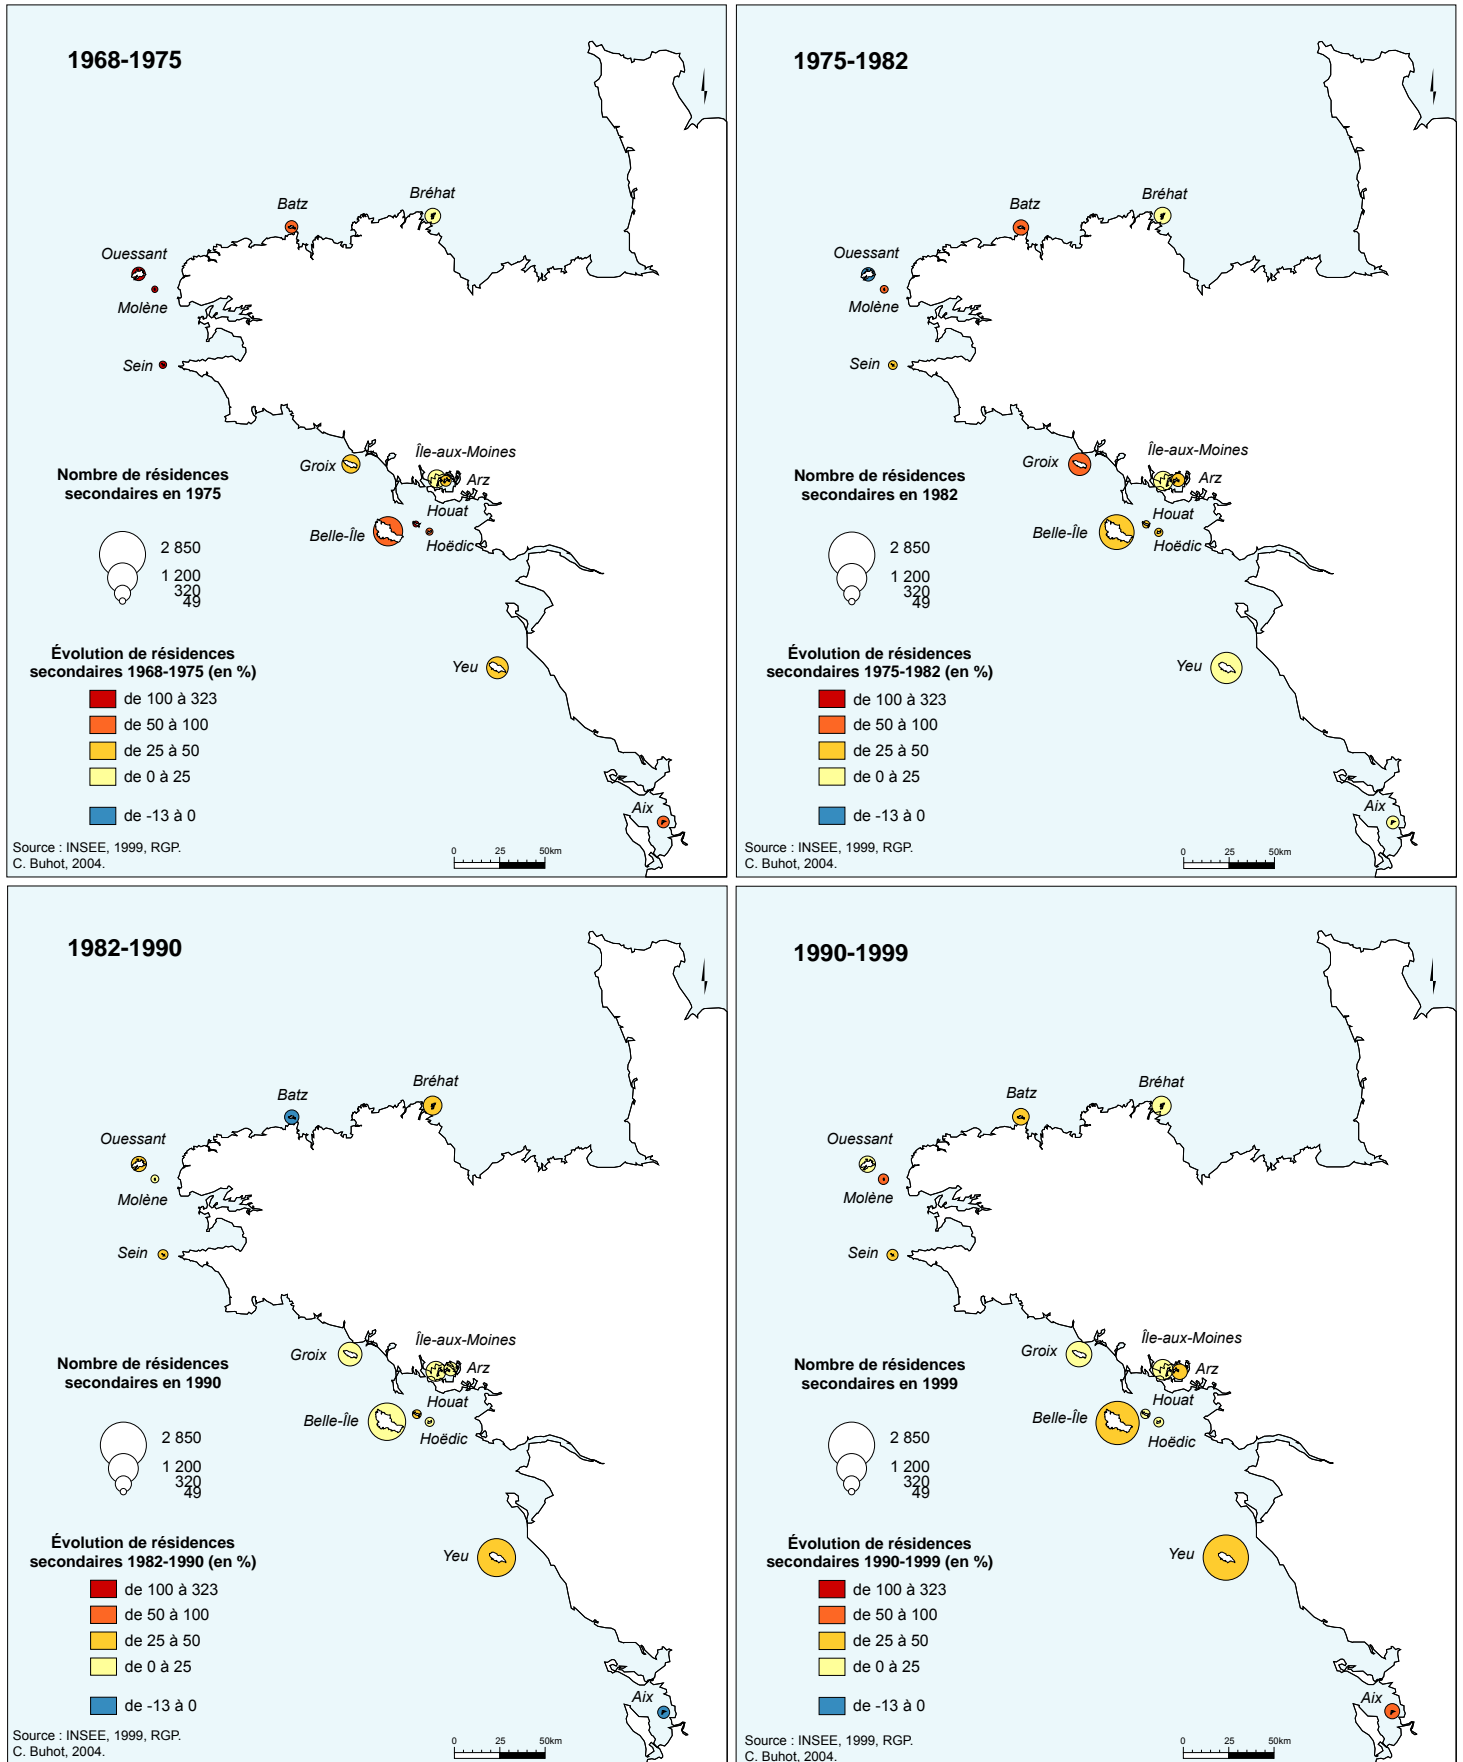 1968-1975
Bréhat
Batz
Ouessant
Molène
Sein
Île-aux-Moines
Groix
Arz
Houat
Belle-Île
Hoëdic
Yeu
Aix
Nombre de résidences
secondaires en 1975
2 850
1 200
320
49
Évolution de résidences
secondaires 1968-1975 (en %)
de 100 à 323
de 50 à 100
de 25 à 50
de 0 à 25
de -13 à 0
Source : INSEE, 1999, RGP.
C. Buhot, 2004.
0 25 50km
1975-1982
Bréhat
Batz
Ouessant
Molène
Sein
Île-aux-Moines
Groix
Arz
Houat
Belle-Île
Hoëdic
Yeu
Aix
Nombre de résidences
secondaires en 1982
2 850
1 200
320
49
Évolution de résidences
secondaires 1975-1982 (en %)
de 100 à 323
de 50 à 100
de 25 à 50
de 0 à 25
de -13 à 0
Source : INSEE, 1999, RGP.
C. Buhot, 2004.
0 25 50km
1982-1990
Bréhat
Batz
Ouessant
Molène
Sein
Île-aux-Moines
Groix
Arz
Houat
Belle-Île
Hoëdic
Yeu
Aix
Nombre de résidences
secondaires en 1990
2 850
1 200
320
49
Évolution de résidences
secondaires 1982-1990 (en %)
de 100 à 323
de 50 à 100
de 25 à 50
de 0 à 25
de -13 à 0
Source : INSEE, 1999, RGP.
C. Buhot, 2004.
0 25 50km
1990-1999
Bréhat
Batz
Ouessant
Molène
Sein
Île-aux-Moines
Groix
Arz
Houat
Belle-Île
Hoëdic
Yeu
Aix
Nombre de résidences
secondaires en 1999
2 850
1 200
320
49
Évolution de résidences
secondaires 1990-1999 (en %)
de 100 à 323
de 50 à 100
de 25 à 50
de 0 à 25
de -13 à 0
Source : INSEE, 1999, RGP.
C. Buhot, 2004.
0 25 50km